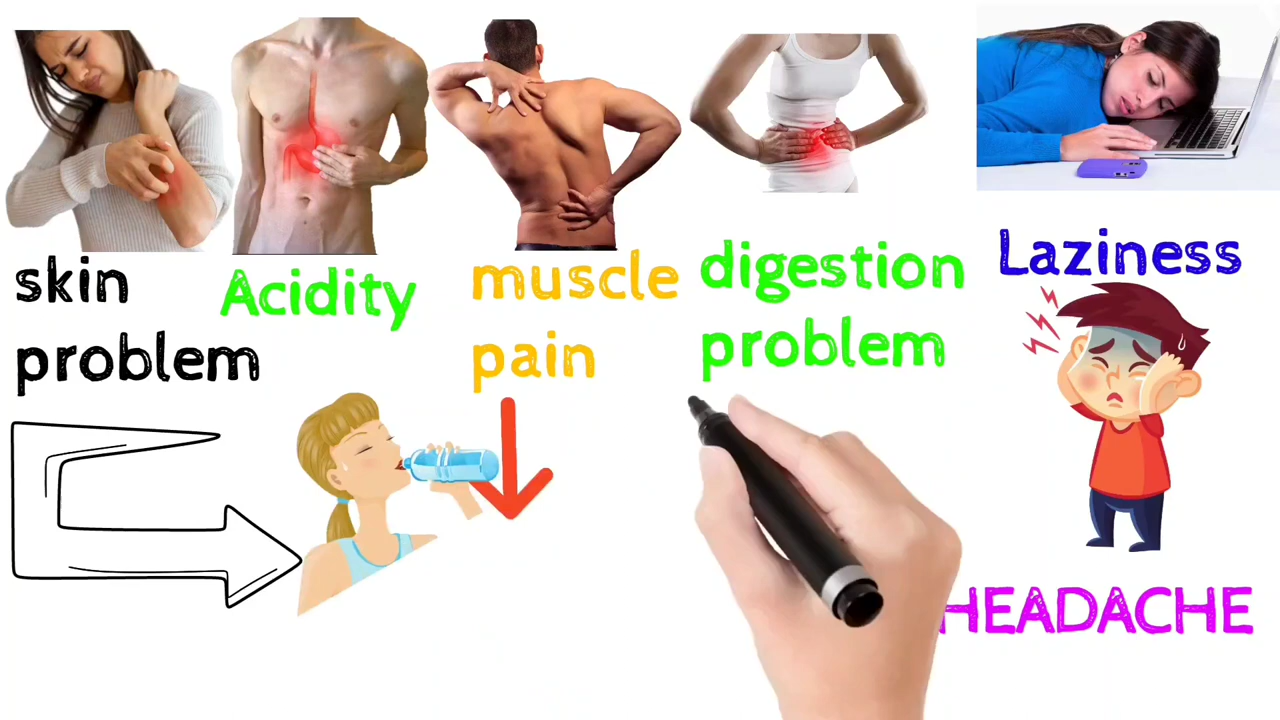 skin
problem
Acidity
muscle
pain
digestion
problem
Laziness
HEADACHE